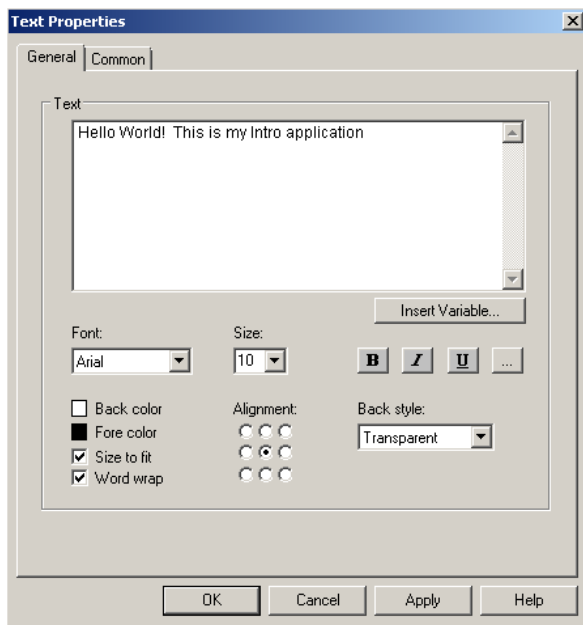 Text Properties
General Common
Text
Hello World!  This is my Intro application
Insert Variable...
Font: Size:
Arial 10 B I U ...
Back color Alignment: Back style:
Fore color
Transparent
Size to fit
Word wrap
OK Cancel Apply Help